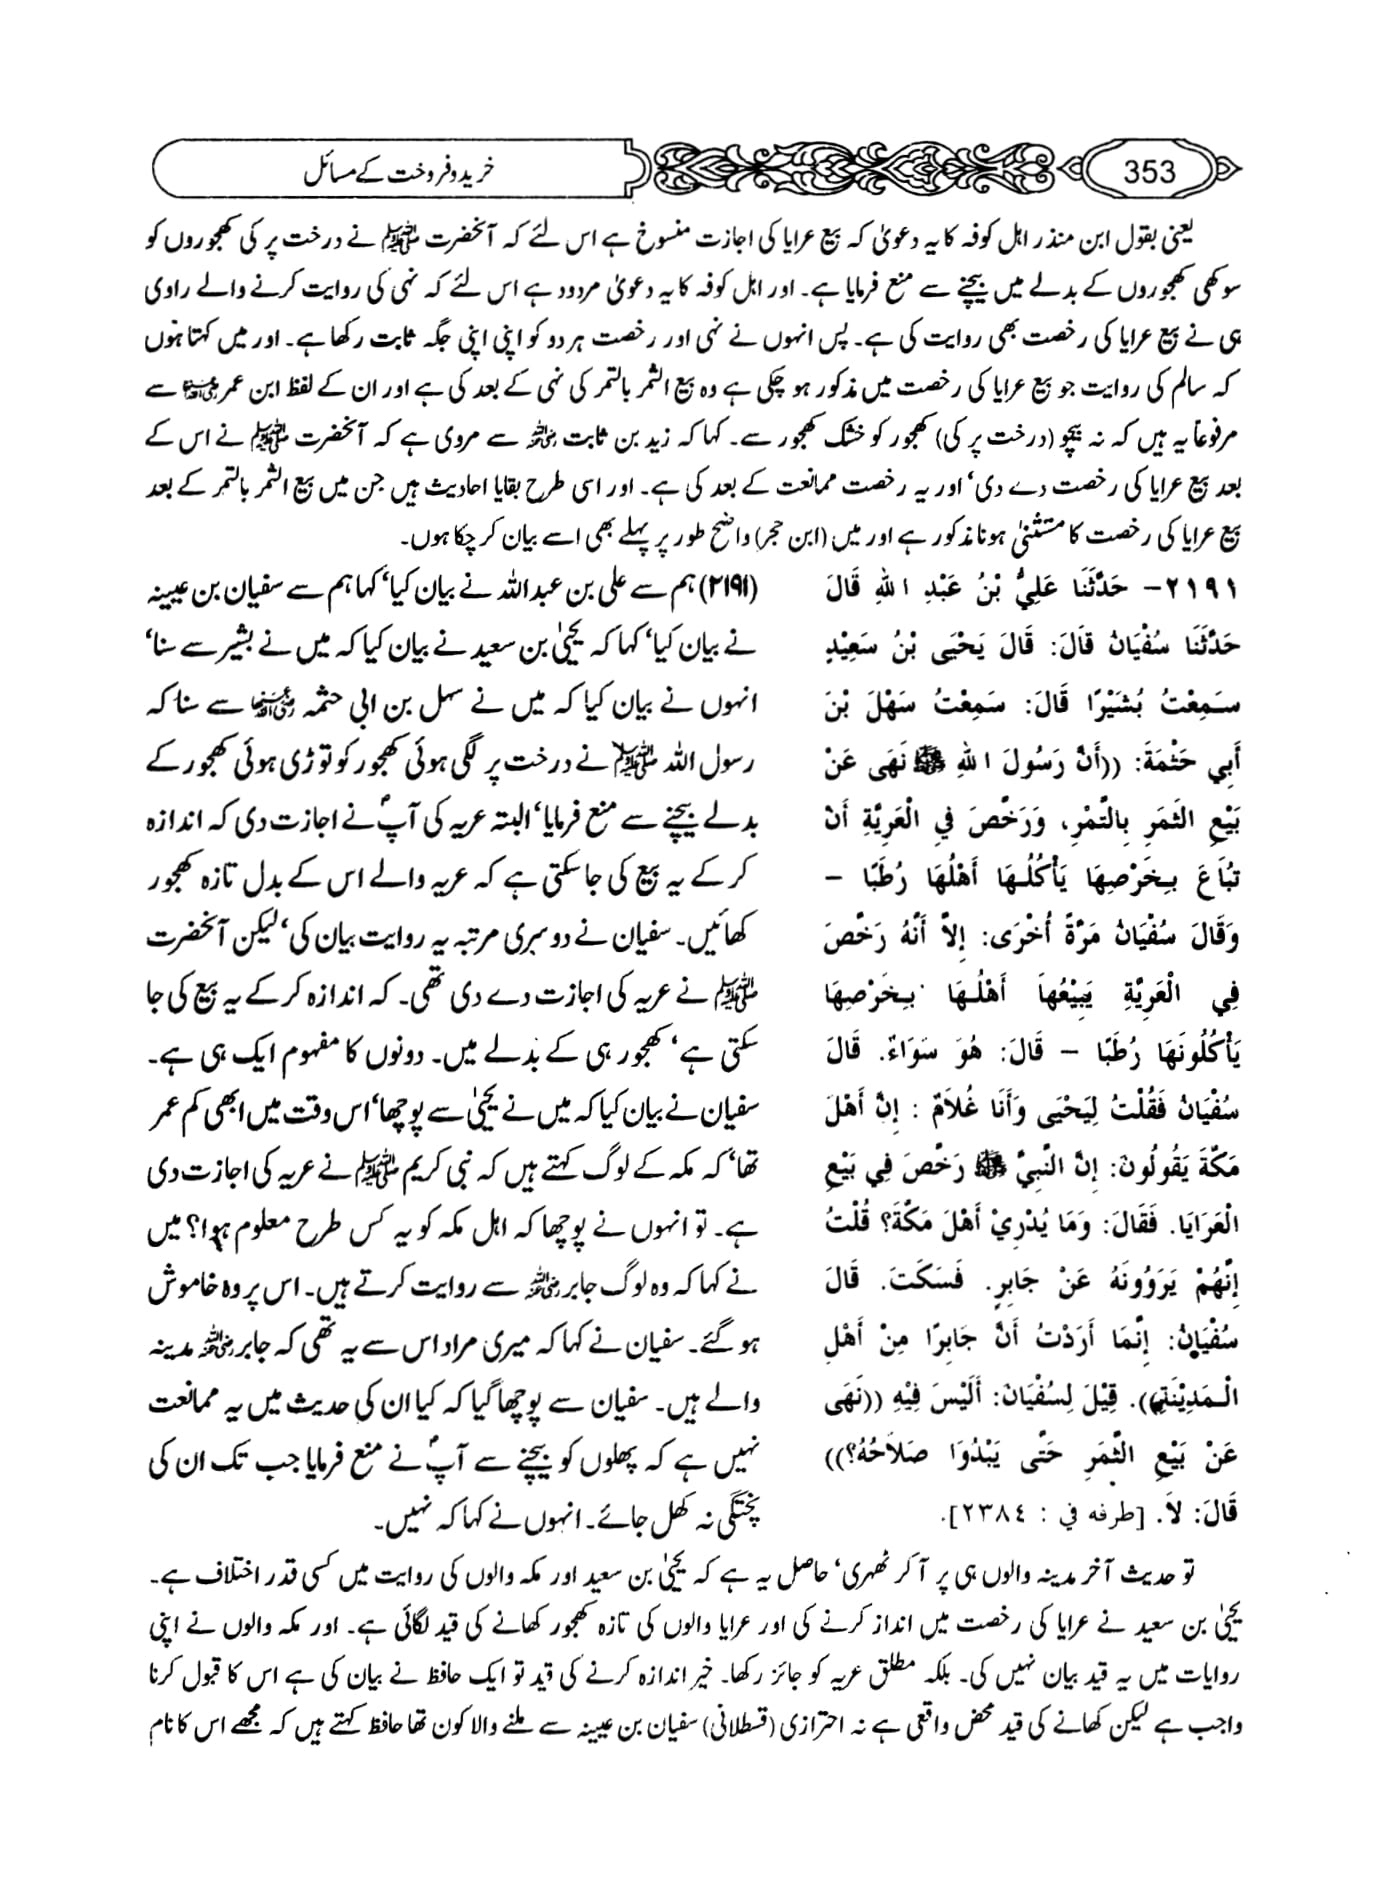 353
خرید و فروخت کے مسائل
یعنی بقول ابن منذر اہل کوفہ کا یہ دعویٰ کہ بیع عرایا کی اجازت منسوخ ہے اس لئے کہ آنحضرت ﷺ نے درخت پر کی کھجوروں کو
سوکھی کھجوروں کے بدلے میں بیچنے سے منع فرمایا ہے۔ اور اہل کوفہ کا یہ دعویٰ مردود ہے اس لئے کہ نہی کی روایت کرنے والے راوی
ہی نے بیع عرایا کی رخصت بھی روایت کی ہے۔ پس انہوں نے نہی اور رخصت ہر دو کو اپنی اپنی جگہ ثابت رکھا ہے۔ اور میں کہتا ہوں
کہ سالم کی روایت جو بیع عرایا کی رخصت میں مذکور ہو چکی ہے وہ بیع الثمر بالتمر کی نہی کے بعد کی ہے اور ان کے لفظ ابن عمر رضی اللہ عنہما سے
مرفوعاً یہ ہیں کہ نہ بیچو (درخت پر کی) کھجور کو خشک کھجور سے۔ کہا کہ زید بن ثابت رضی اللہ عنہ سے مروی ہے کہ آنحضرت ﷺ نے اس کے
بعد بیع عرایا کی رخصت دے دی‘ اور یہ رخصت ممانعت کے بعد کی ہے۔ اور اسی طرح بقایا احادیث ہیں جن میں بیع الثمر بالتمر کے بعد
بیع عرایا کی رخصت کا مستثنیٰ ہونا مذکور ہے اور میں (ابن حجر) واضح طور پر پہلے بھی اسے بیان کر چکا ہوں۔
٢١٩١– حَدَّثَنَا عَلِيُّ بْنُ عَبْدِ اللهِ قَالَ
حَدَّثَنَا سُفْيَانُ قَالَ: قَالَ يَحْيَى بْنُ سَعِيْدٍ
سَمِعْتُ بُشَيْرًا قَالَ: سَمِعْتُ سَهْلَ بْنَ
أَبِي حَثْمَةَ: ((أَنَّ رَسُولَ اللهِ ﷺ نَهَى عَنْ
بَيْعِ الثَمَرِ بِالتَّمْرِ، وَرَخَّصَ فِي الْعَرِيَّةِ أَنْ
تُبَاعَ بِخَرْصِهَا يَأْكُلُهَا أَهْلُهَا رُطَبًا –
وَقَالَ سُفْيَانُ مَرَّةً أُخْرَى: إِلاَّ أَنَّهُ رَخَّصَ
فِي الْعَرِيَّةِ يَبِيْعُهَا أَهْلُهَا بِخَرْصِهَا
يَأْكُلُونَهَا رُطَبًا – قَالَ: هُوَ سَوَاءٌ. قَالَ
سُفْيَانُ فَقُلْتُ لِيَحْيَى وَأَنَا غُلاَمٌ : إِنَّ أَهْلَ
مَكَّةَ يَقُولُونَ: إِنَّ النَّبِيَّ ﷺ رَخَّصَ فِي بَيْعِ
الْعَرَايَا. فَقَالَ: وَمَا يُدْرِيْ أَهْلَ مَكَّةَ؟ قُلْتُ
إِنَّهُمْ يَرَوُونَهُ عَنْ جَابِرٍ. فَسَكَتَ. قَالَ
سُفْيَانُ: إِنَّمَا أَرَدْتُ أَنَّ جَابِرًا مِنْ أَهْلِ
الْمَدِيْنَةِ)). قِيْلَ لِسُفْيَانَ: أَلَيْسَ فِيْهِ ((نَهَى
عَنْ بَيْعِ الثَّمَرِ حَتَّى يَبْدُوَا صَلاَحُهُ؟))
قَالَ: لاَ. [طرفه في : ٢٣٨٤].
(۲۱۹۱) ہم سے علی بن عبداللہ نے بیان کیا‘ کہا ہم سے سفیان بن عیینہ
نے بیان کیا‘ کہا کہ یحییٰ بن سعید نے بیان کیا کہ میں نے بشیر سے سنا‘
انہوں نے بیان کیا کہ میں نے سہل بن ابی حثمہ رضی اللہ عنہ سے سنا کہ
رسول اللہ ﷺ نے درخت پر لگی ہوئی کھجور کو توڑی ہوئی کھجور کے
بدلے بیچنے سے منع فرمایا‘ البتہ عریہ کی آپؐ نے اجازت دی کہ اندازہ
کر کے یہ بیع کی جا سکتی ہے کہ عریہ والے اس کے بدل تازہ کھجور
کھائیں۔ سفیان نے دوسری مرتبہ یہ روایت بیان کی‘ لیکن آنحضرت
ﷺ نے عریہ کی اجازت دے دی تھی۔ کہ اندازہ کر کے یہ بیع کی جا
سکتی ہے‘ کھجور ہی کے بدلے میں۔ دونوں کا مفہوم ایک ہی ہے۔
سفیان نے بیان کیا کہ میں نے یحییٰ سے پوچھا‘ اس وقت میں ابھی کم عمر
تھا‘ کہ مکہ کے لوگ کہتے ہیں کہ نبی کریم ﷺ نے عریہ کی اجازت دی
ہے۔ تو انہوں نے پوچھا کہ اہل مکہ کو یہ کس طرح معلوم ہوا؟ میں
نے کہا کہ وہ لوگ جابر رضی اللہ عنہ سے روایت کرتے ہیں۔ اس پر وہ خاموش
ہو گئے۔ سفیان نے کہا کہ میری مراد اس سے یہ تھی کہ جابر رضی اللہ عنہ مدینہ
والے ہیں۔ سفیان سے پوچھا گیا کہ کیا ان کی حدیث میں یہ ممانعت
نہیں ہے کہ پھلوں کو بیچنے سے آپؐ نے منع فرمایا جب تک ان کی
پختگی نہ کھل جائے۔ انہوں نے کہا کہ نہیں۔
تو حدیث آخر مدینہ والوں ہی پر آکر ٹھہری‘ حاصل یہ ہے کہ یحییٰ بن سعید اور مکہ والوں کی روایت میں کسی قدر اختلاف ہے۔
یحییٰ بن سعید نے عرایا کی رخصت میں انداز کرنے کی اور عرایا والوں کی تازہ کھجور کھانے کی قید لگائی ہے۔ اور مکہ والوں نے اپنی
روایات میں یہ قید بیان نہیں کی۔ بلکہ مطلق عریہ کو جائز رکھا۔ خیر اندازہ کرنے کی قید تو ایک حافظ نے بیان کی ہے اس کا قبول کرنا
واجب ہے لیکن کھانے کی قید محض واقعی ہے نہ احترازی (قسطلانی) سفیان بن عیینہ سے ملنے والا کون تھا حافظ کہتے ہیں کہ مجھے اس کا نام